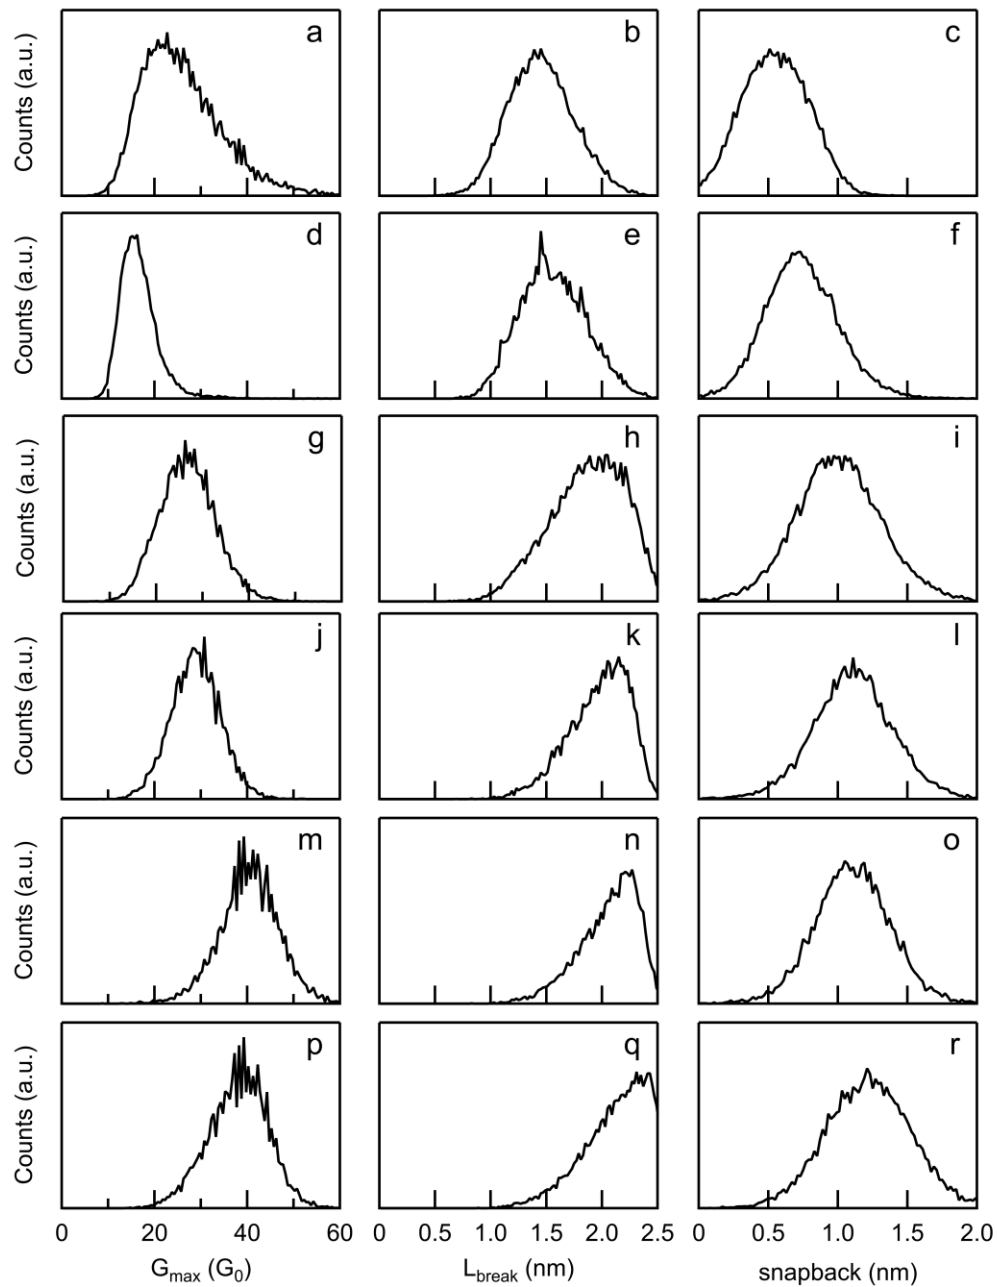 Counts (a.u.)
a
b
c
Counts (a.u.)
d
e
f
Counts (a.u.)
g
h
i
Counts (a.u.)
j
k
l
Counts (a.u.)
m
n
o
Counts (a.u.)
p
q
r
0 20 40 60
0 0.5 1.0 1.5 2.0 2.5
0 0.5 1.0 1.5 2.0
Gmax (G0)
Lbreak (nm)
snapback (nm)